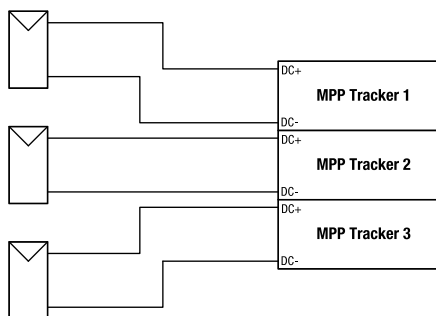 DC+
MPP Tracker 1
DC-
DC+
MPP Tracker 2
DC-
DC+
MPP Tracker 3
DC-